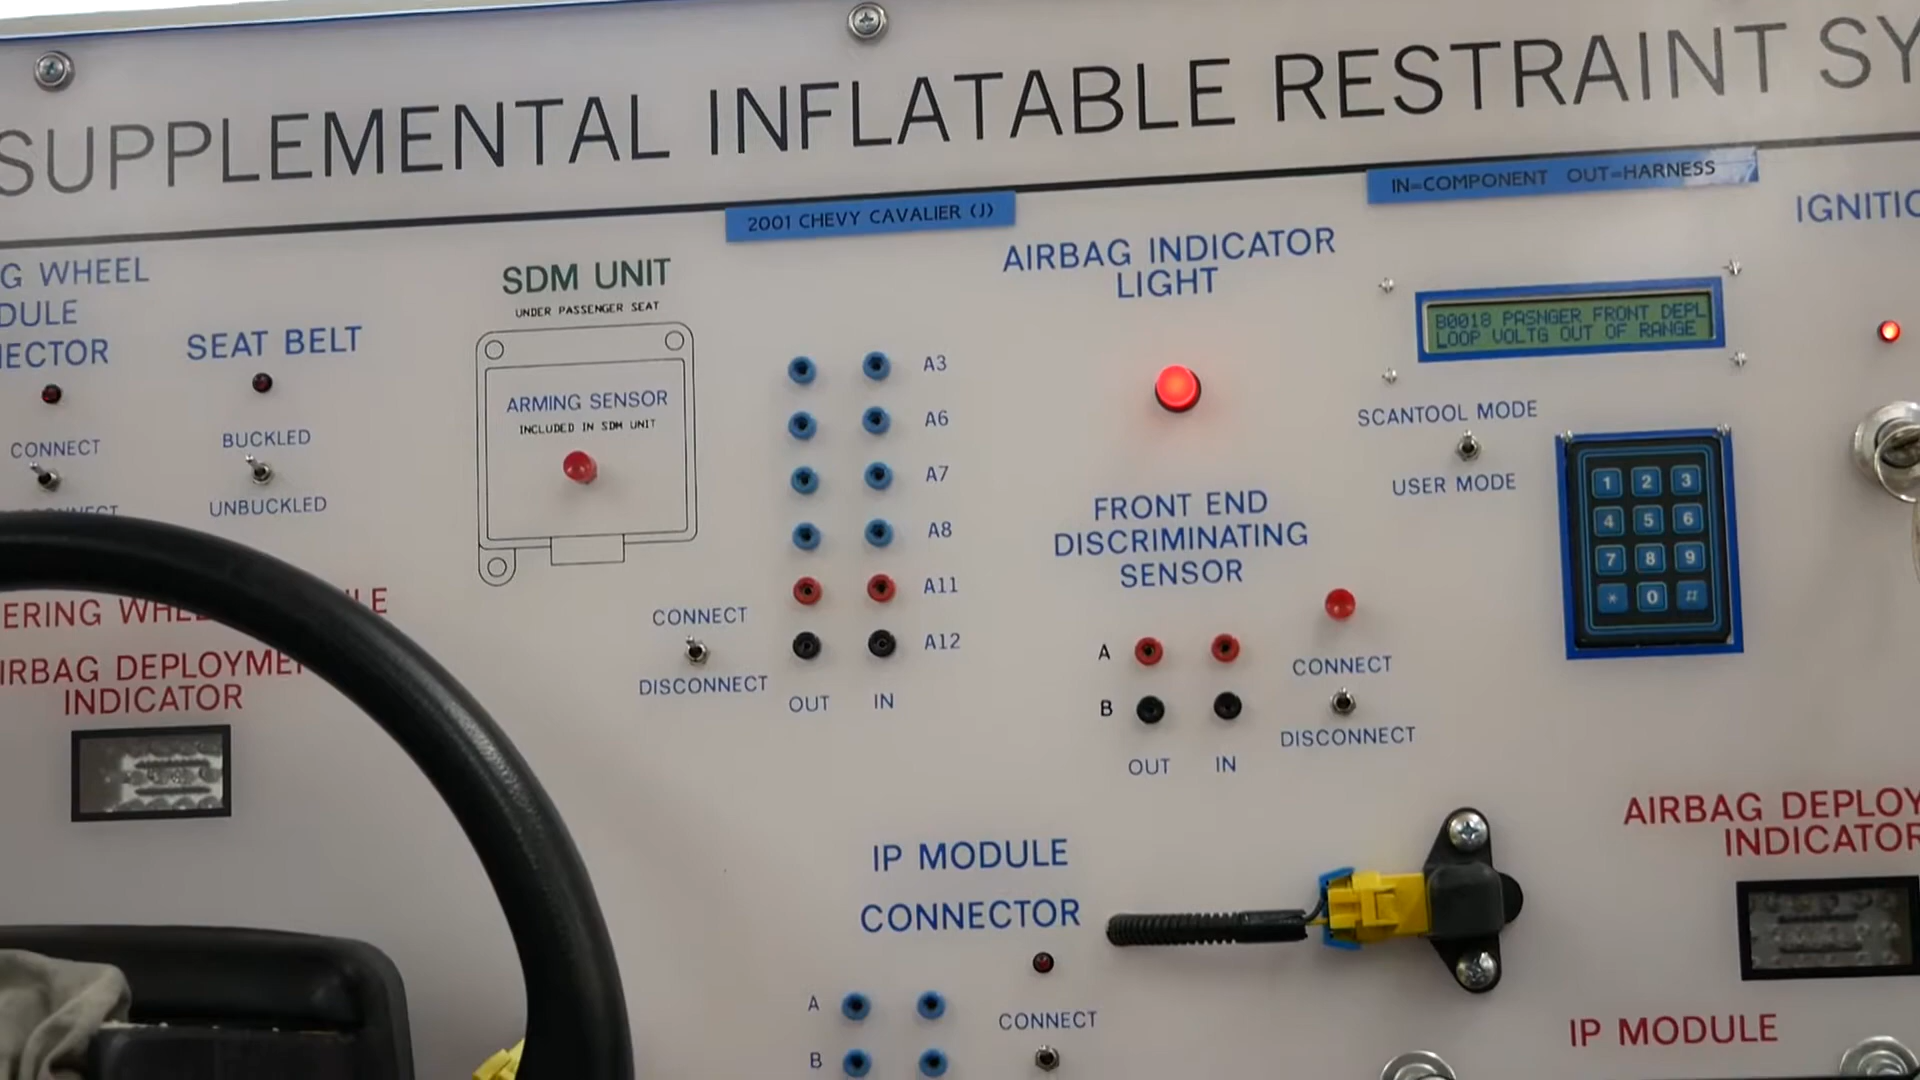 SUPPLEMENTAL INFLATABLE RESTRAINT SY
IN=COMPONENT OUT=HARNESS
2001 CHEVY CAVALIER (J)
IGNITIO
G WHEEL
DULE
ECTOR
CONNECT
SEAT BELT
BUCKLED
UNBUCKLED
SDM UNIT
UNDER PASSENGER SEAT
ARMING SENSOR
INCLUDED IN SDM UNIT
CONNECT
DISCONNECT
A3
A6
A7
A8
A11
A12
OUT IN
AIRBAG INDICATOR
LIGHT
B0018 PASNGER FRONT DEPL
LOOP VOLTG OUT OF RANGE
SCANTOOL MODE
USER MODE
1 2 3
4 5 6
7 8 9
* 0 #
FRONT END
DISCRIMINATING
SENSOR
A
B
OUT IN
CONNECT
DISCONNECT
ERING WHE LE
IRBAG DEPLOYME
INDICATOR
IP MODULE
CONNECTOR
A
B
CONNECT
AIRBAG DEPLOY
INDICATOR
IP MODULE